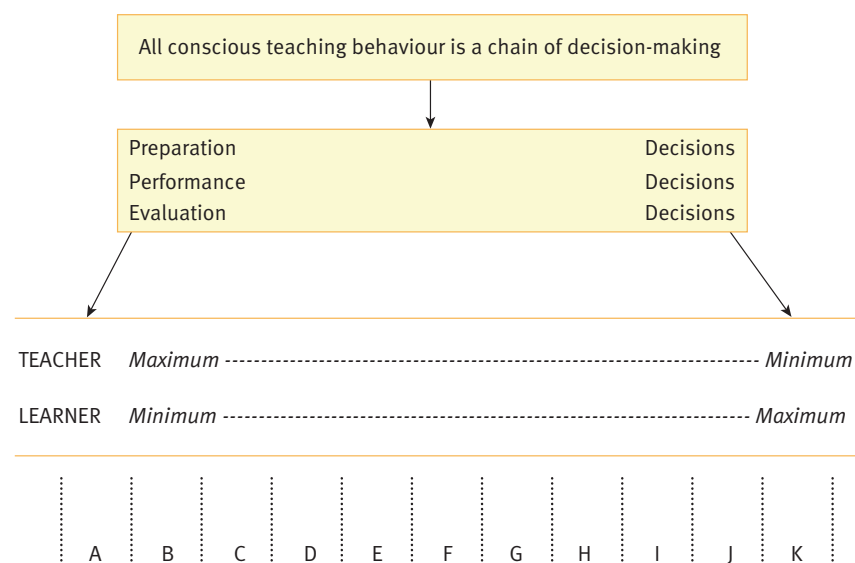 All conscious teaching behaviour is a chain of decision-making
Preparation Decisions
Performance Decisions
Evaluation Decisions
TEACHER Maximum Minimum
LEARNER Minimum Maximum
A B C D E F G H I J K